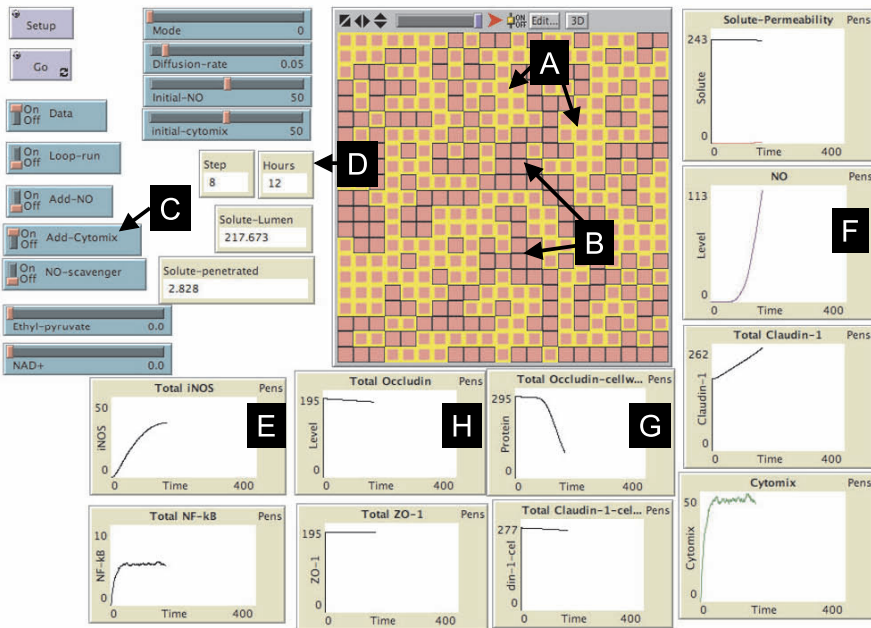 Setup
Go
Mode 0
Diffusion-rate 0.05
Initial-NO 50
initial-cytomix 50
On
Off Data
On
Off Loop-run
On
Off Add-NO
On
Off Add-Cytomix
On
Off NO-scavenger
Ethyl-pyruvate 0.0
NAD+ 0.0
C
Step
8
Hours
12
D
Solute-Lumen
217.673
Solute-penetrated
2.828
ON
OFF
Edit...
3D
A
B
Solute-Permeability Pens
243
Solute
0
0 Time 400
NO Pens
113
Level
0
0 Time 400
F
Total Claudin-1 Pens
262
Claudin-1
0
0 Time 400
Total iNOS Pens
50
iNOS
0
0 Time 400
E
Total Occludin Pens
195
Level
0
0 Time 400
H
Total Occludin-cellw... Pens
295
Protein
0
0 Time 400
G
Cytomix Pens
50
Cytomix
0
0 Time 400
Total NF-kB Pens
10
NF-kB
0
0 Time 400
Total ZO-1 Pens
195
ZO-1
0
0 Time 400
Total Claudin-1-cel... Pens
277
din-1-cel
0
0 Time 400